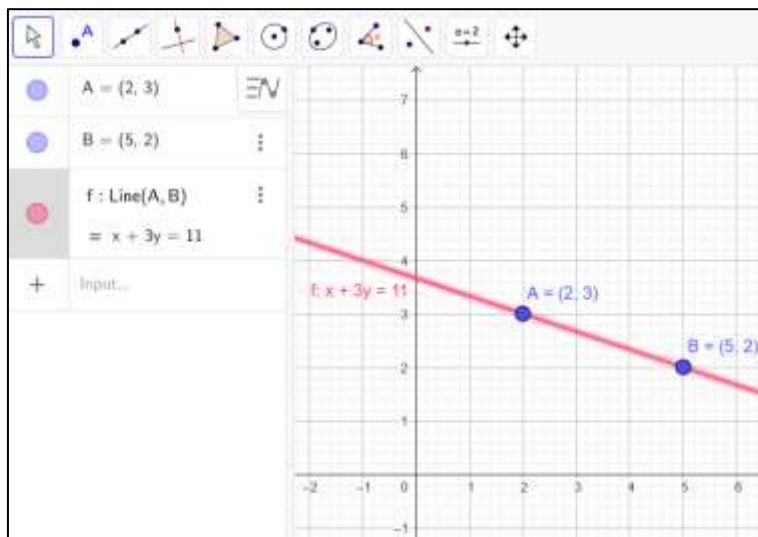 A
a=2
A = (2, 3)
B = (5, 2)
f : Line(A, B)
= x + 3y = 11
+ Input...
7
6
5
4
f: x + 3y = 11
A = (2, 3)
3
B = (5, 2)
2
1
-2 -1 0 1 2 3 4 5 6
-1